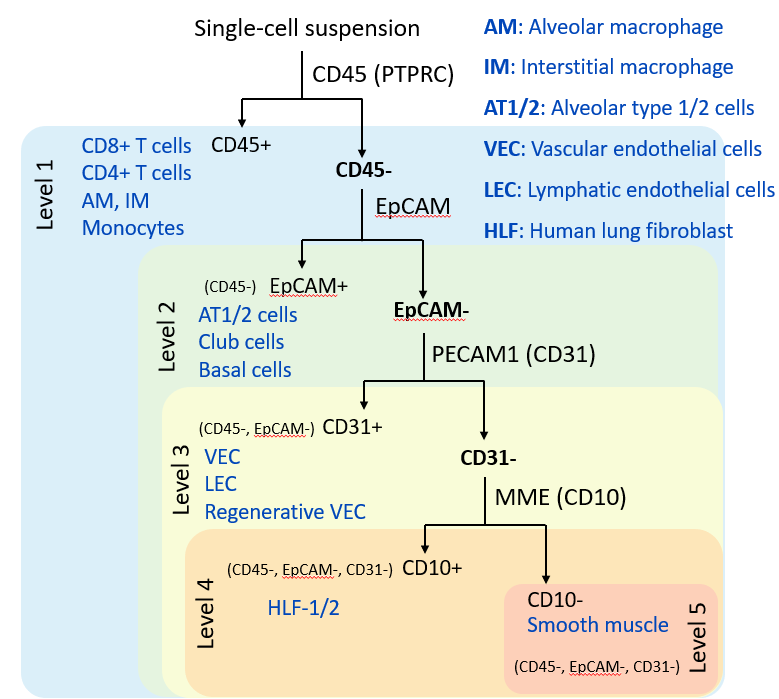 Single-cell suspension
CD45 (PTPRC)
AM: Alveolar macrophage
IM: Interstitial macrophage
AT1/2: Alveolar type 1/2 cells
VEC: Vascular endothelial cells
LEC: Lymphatic endothelial cells
HLF: Human lung fibroblast
Level 1
CD8+ T cells
CD4+ T cells
AM, IM
Monocytes
CD45+
CD45-
EpCAM
Level 2
(CD45-) EpCAM+
AT1/2 cells
Club cells
Basal cells
EpCAM-
PECAM1 (CD31)
Level 3
(CD45-, EpCAM-) CD31+
VEC
LEC
Regenerative VEC
CD31-
MME (CD10)
Level 4
(CD45-, EpCAM-, CD31-) CD10+
HLF-1/2
CD10-
Smooth muscle
(CD45-, EpCAM-, CD31-)
Level 5